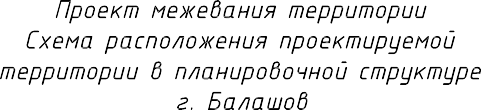 Проект межевания территории
Схема расположения проектируемой
территории в планировочной структуре
г. Балашов